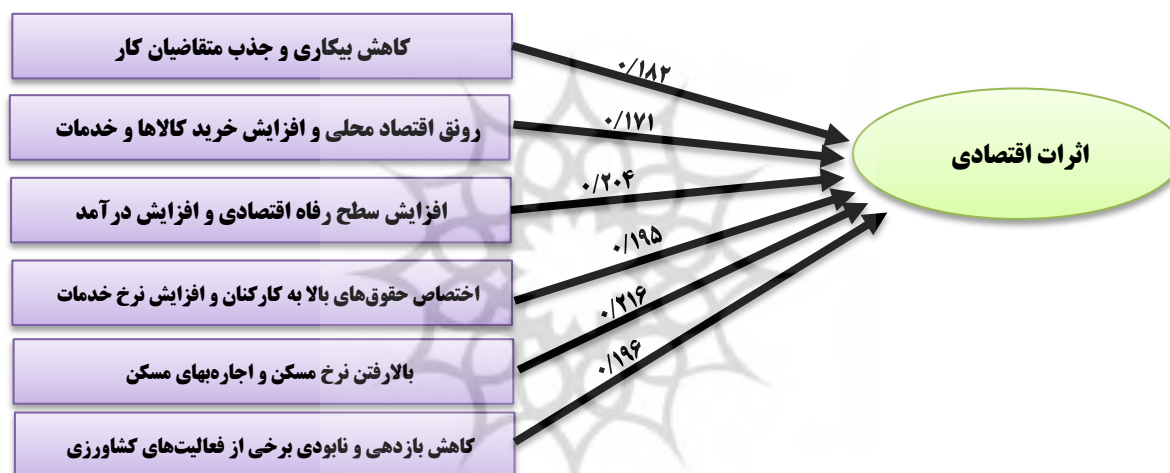 کاهش بیکاری و جذب متقاضیان کار
۰/۱۸۲
رونق اقتصاد محلی و افزایش خرید کالاها و خدمات
۰/۱۷۱
اثرات اقتصادی
افزایش سطح رفاه اقتصادی و افزایش درآمد
۰/۲۰۴
اختصاص حقوق‌های بالا به کارکنان و افزایش نرخ خدمات
۰/۱۹۵
بالارفتن نرخ مسکن و اجاره‌بهای مسکن
۰/۲۱۶
کاهش بازدهی و نابودی برخی از فعالیت‌های کشاورزی
۰/۱۹۶